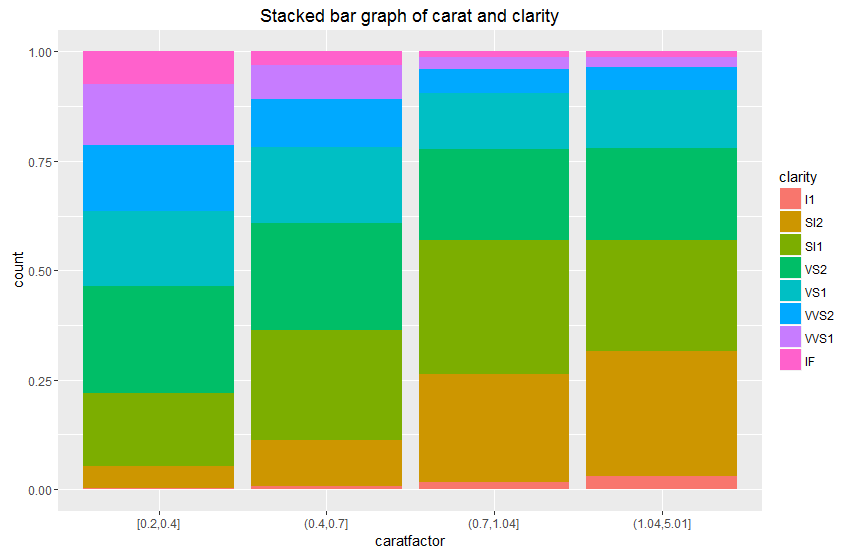 Stacked bar graph of carat and clarity
1.00
0.75
0.50
0.25
0.00
count
[0.2,0.4]
(0.4,0.7]
(0.7,1.04]
(1.04,5.01]
caratfactor
clarity
I1
SI2
SI1
VS2
VS1
VVS2
VVS1
IF